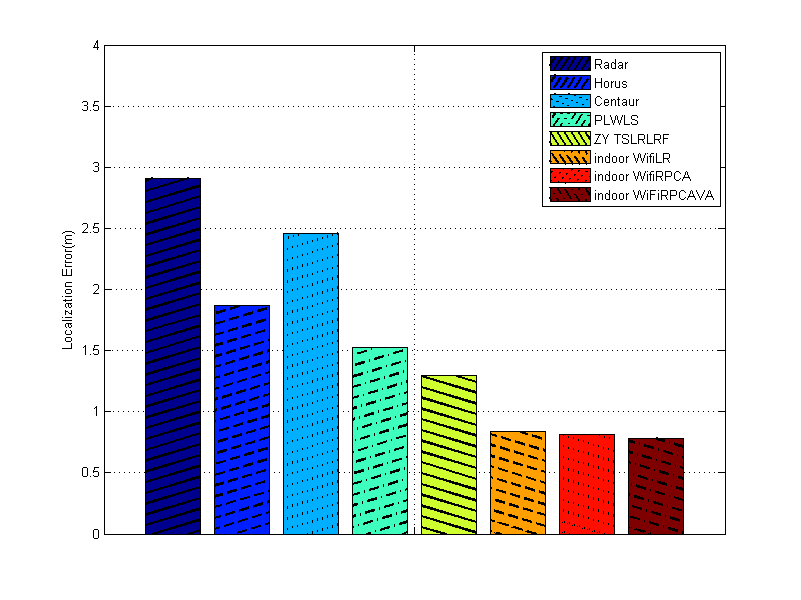 4
3.5
3
2.5
2
1.5
1
0.5
0
Localization Error(m)
Radar
Horus
Centaur
PLWLS
ZY TSLRLRF
indoor WifiLR
indoor WifiRPCA
indoor WiFiRPCAVA